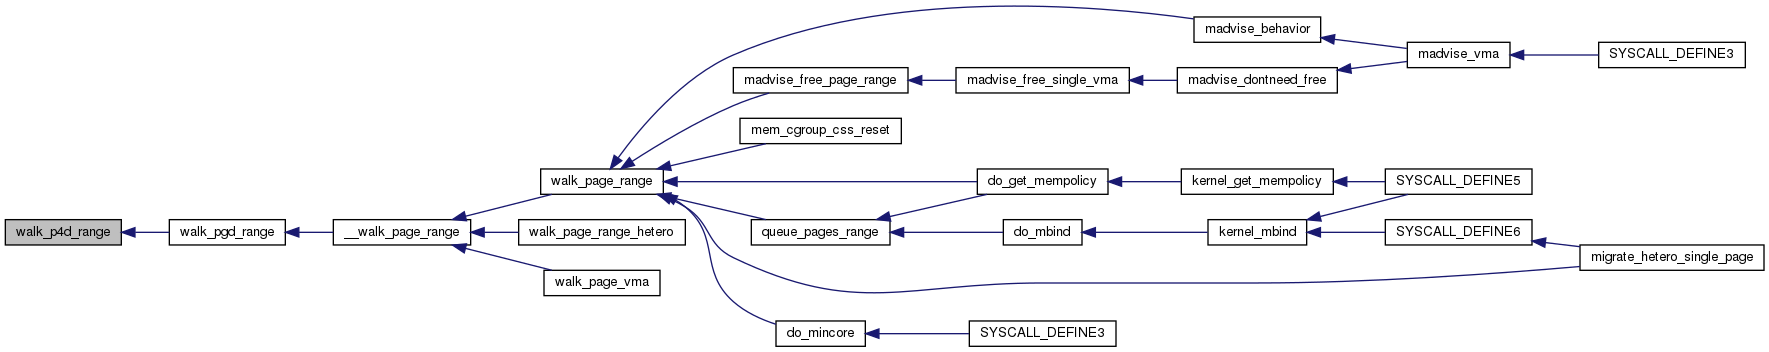 madvise_behavior
madvise_vma
SYSCALL_DEFINE3
madvise_free_page_range
madvise_free_single_vma
madvise_dontneed_free
mem_cgroup_css_reset
walk_page_range
do_get_mempolicy
kernel_get_mempolicy
SYSCALL_DEFINE5
walk_p4d_range
walk_pgd_range
__walk_page_range
walk_page_range_hetero
queue_pages_range
do_mbind
kernel_mbind
SYSCALL_DEFINE6
migrate_hetero_single_page
walk_page_vma
do_mincore
SYSCALL_DEFINE3